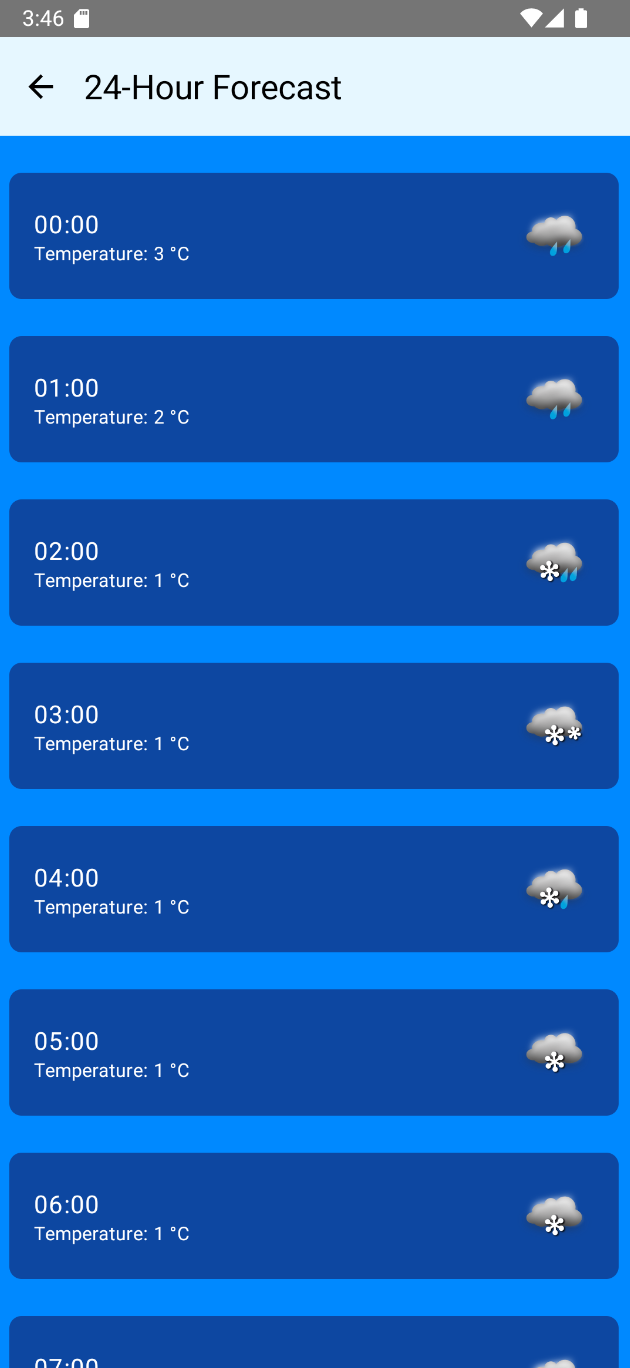 3:46
24-Hour Forecast
00:00
Temperature: 3 °C
01:00
Temperature: 2 °C
02:00
Temperature: 1 °C
03:00
Temperature: 1 °C
04:00
Temperature: 1 °C
05:00
Temperature: 1 °C
06:00
Temperature: 1 °C
07:00